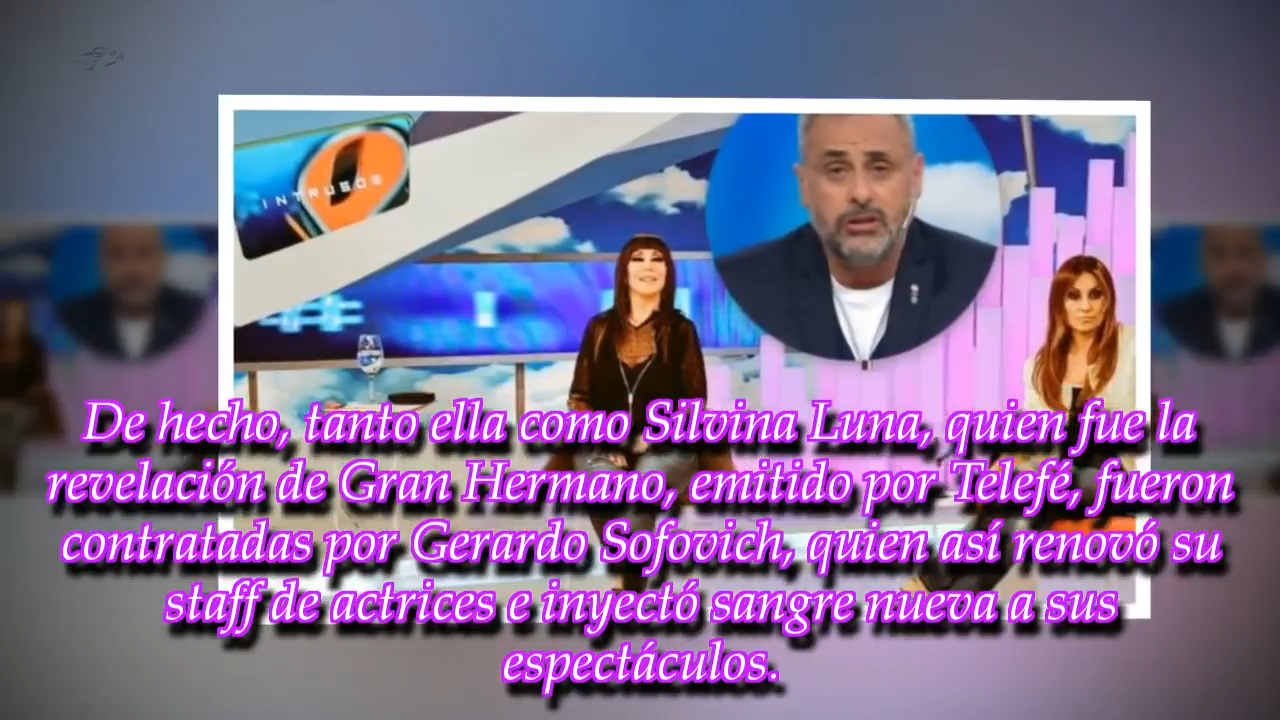 INTRUSOS
De hecho, tanto ella como Silvina Luna, quien fue la
revelación de Gran Hermano, emitido por Telefé, fueron
contratadas por Gerardo Sofovich, quien así renovó su
staff de actrices e inyectó sangre nueva a sus
espectáculos.